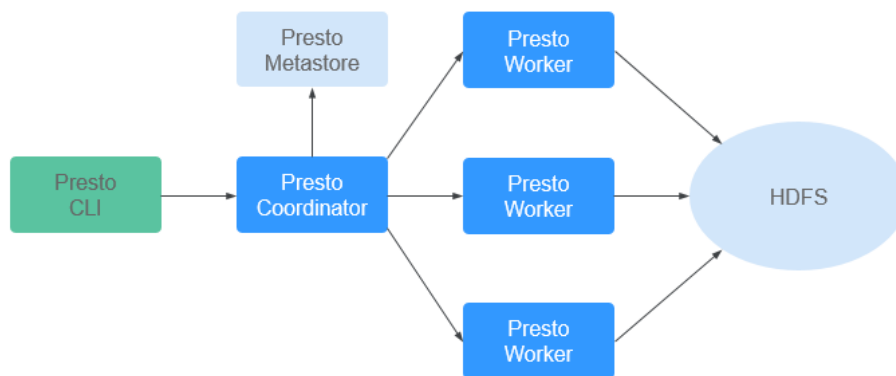 Presto
Metastore
Presto
Worker
Presto
CLI
Presto
Coordinator
Presto
Worker
HDFS
Presto
Worker